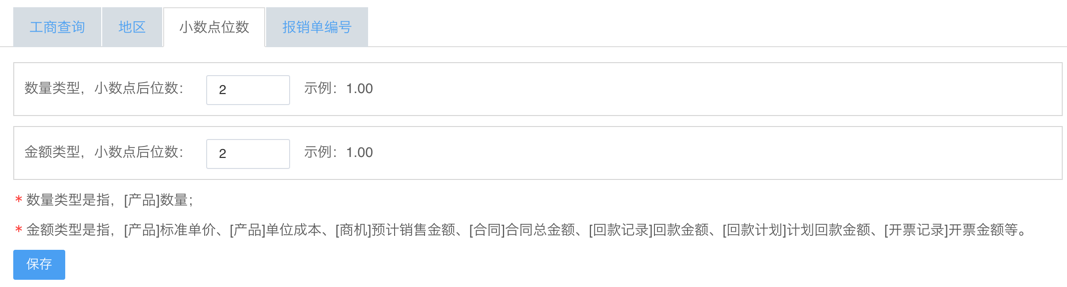 工商查询 地区 小数点位数 报销单编号
数量类型，小数点后位数： 2 示例：1.00
金额类型，小数点后位数： 2 示例：1.00
* 数量类型是指，[产品]数量；
* 金额类型是指，[产品]标准单价、[产品]单位成本、[商机]预计销售金额、[合同]合同总金额、[回款记录]回款金额、[回款计划]计划回款金额、[开票记录]开票金额等。
保存